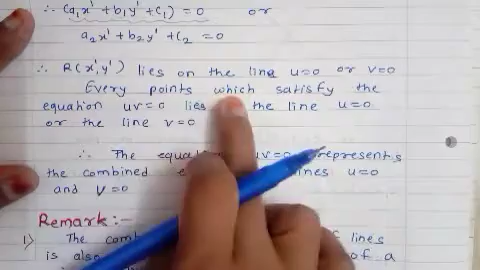 ∴ (a₁x' + b₁y' + c₁) = 0 or
a₂x' + b₂y' + c₂ = 0
∴ R(x', y') lies on the line u=0 or v=0
Every points which satisfy the
equation uv=0 lies the line u=0
or the line v=0
∴ The uv=0 represents
the combined lines u=0
and v=0
Remark:-
1) The of lines
is also of a